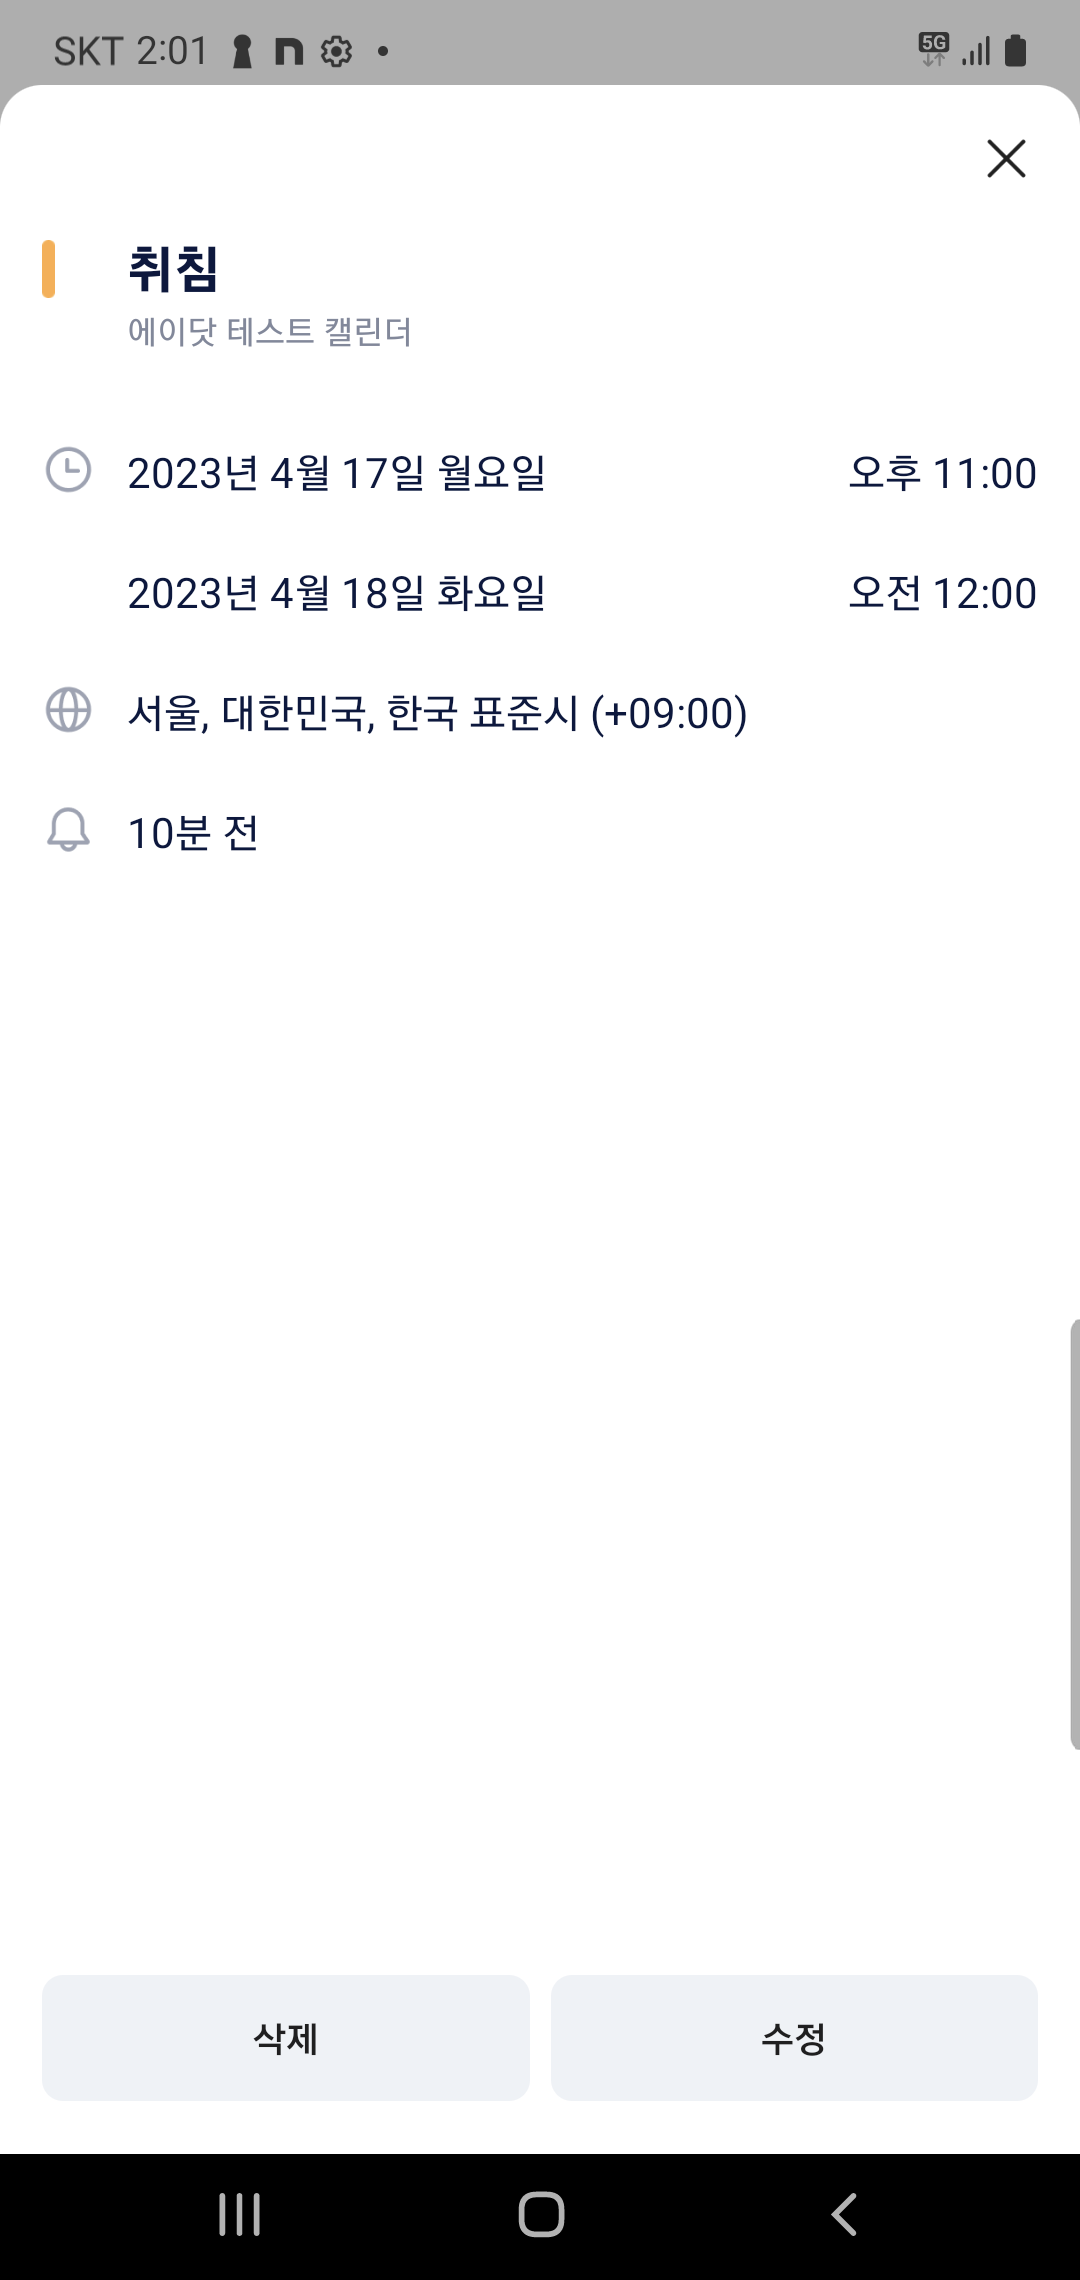 SKT 2:01
5G
취침
에이닷 테스트 캘린더
2023년 4월 17일 월요일 오후 11:00
2023년 4월 18일 화요일 오전 12:00
서울, 대한민국, 한국 표준시 (+09:00)
10분 전
삭제 수정